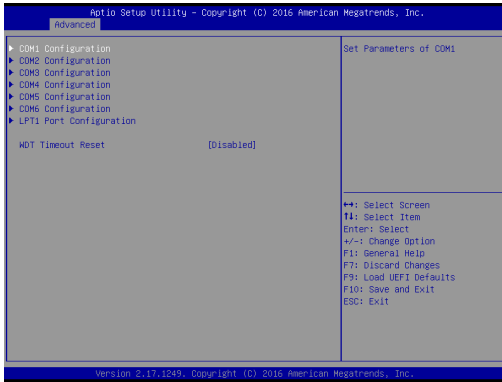 Aptio Setup Utility – Copyright (C) 2016 American Megatrends, Inc.
Advanced
▶ COM1 Configuration
▶ COM2 Configuration
▶ COM3 Configuration
▶ COM4 Configuration
▶ COM5 Configuration
▶ COM6 Configuration
▶ LPT1 Port Configuration
WDT Timeout Reset [Disabled]
Set Parameters of COM1
↔: Select Screen
↑↓: Select Item
Enter: Select
+/-: Change Option
F1: General Help
F7: Discard Changes
F9: Load UEFI Defaults
F10: Save and Exit
ESC: Exit
Version 2.17.1249. Copyright (C) 2016 American Megatrends, Inc.